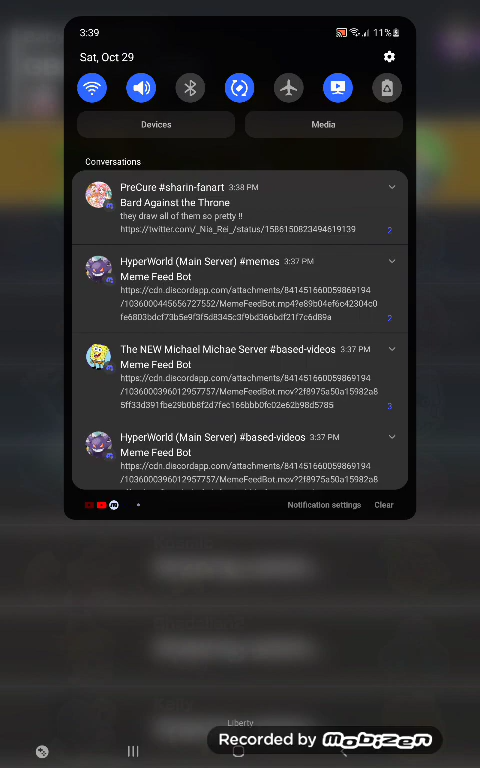 3:39
11%
Sat, Oct 29
Devices
Media
Conversations
PreCure #sharin-fanart 3:38 PM
Bard Against the Throne
they draw all of them so pretty !!
https://twitter.com/_Nia_Rei_/status/1586150823494619139
2
HyperWorld (Main Server) #memes 3:37 PM
Meme Feed Bot
https://cdn.discordapp.com/attachments/841451660059869194
/1036000445656727552/MemeFeedBot.mp4?e89b04ef6c42304c0
fe6803bdcf73b5e9f3f5d8345c3f9bd366bdf21f7c6d89a
2
The NEW Michael Michae Server #based-videos 3:37 PM
Meme Feed Bot
https://cdn.discordapp.com/attachments/841451660059869194
/1036000396012957757/MemeFeedBot.mov?2f8975a50a15982a8
5ff33d391fbe29b0b8f2d7fec166bbb0fc02e62b98d5785
3
HyperWorld (Main Server) #based-videos 3:37 PM
Meme Feed Bot
https://cdn.discordapp.com/attachments/841451660059869194
/1036000396012957757/MemeFeedBot.mov?2f8975a50a15982a8
Notification settings
Clear
Liberty
Recorded by mobizen